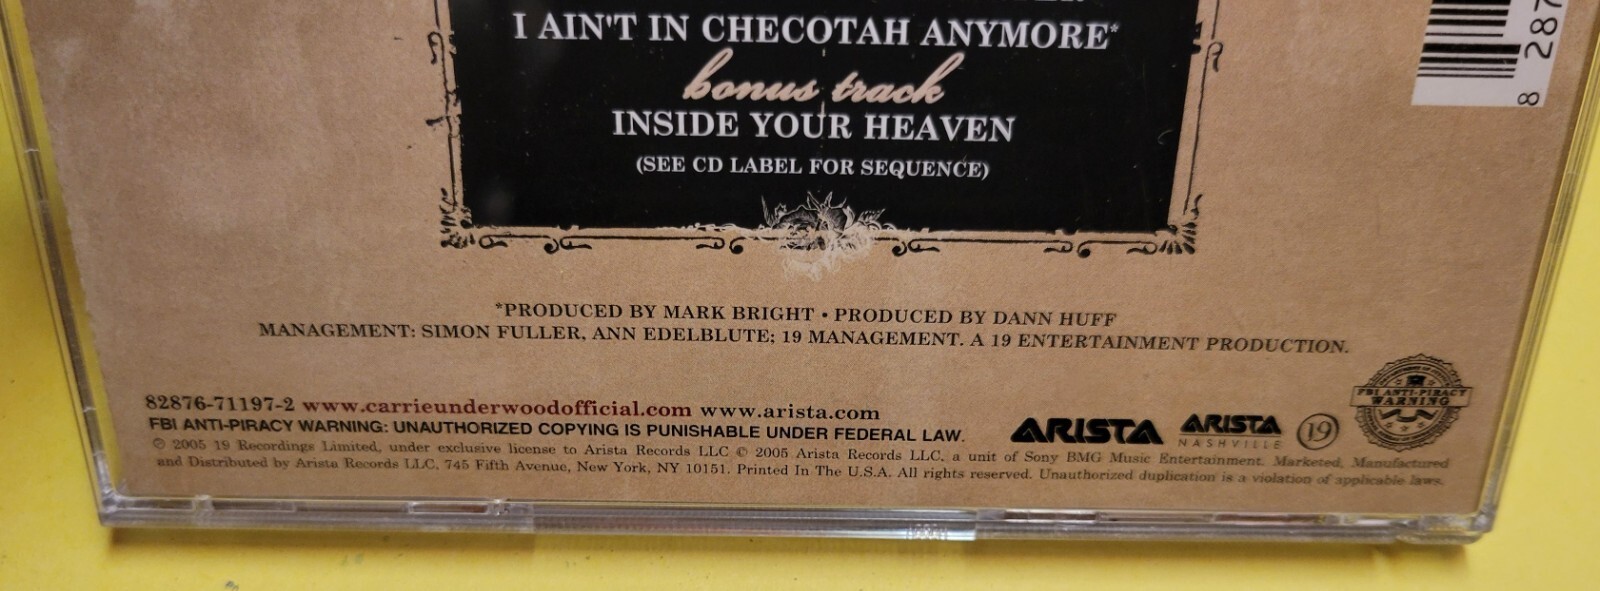 I AIN'T IN CHECOTAH ANYMORE*
bonus track
INSIDE YOUR HEAVEN
(SEE CD LABEL FOR SEQUENCE)
*PRODUCED BY MARK BRIGHT • PRODUCED BY DANN HUFF
MANAGEMENT: SIMON FULLER, ANN EDELBLUTE; 19 MANAGEMENT. A 19 ENTERTAINMENT PRODUCTION.
82876-71197-2 www.carrieunderwoodofficial.com www.arista.com
FBI ANTI-PIRACY WARNING: UNAUTHORIZED COPYING IS PUNISHABLE UNDER FEDERAL LAW.
℗ 2005 19 Recordings Limited, under exclusive license to Arista Records LLC © 2005 Arista Records LLC, a unit of Sony BMG Music Entertainment. Marketed, Manufactured
and Distributed by Arista Records LLC, 745 Fifth Avenue, New York, NY 10151. Printed In The U.S.A. All rights reserved. Unauthorized duplication is a violation of applicable laws.
ARISTA
ARISTA
NASHVILLE
19
FBI ANTI-PIRACY
WARNING
8 287